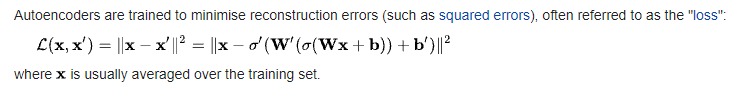 Autoencoders are trained to minimise reconstruction errors (such as squared errors), often referred to as the "loss":
ℒ(𝐱, 𝐱′) = ‖𝐱 − 𝐱′‖² = ‖𝐱 − σ′(𝐖′(σ(𝐖𝐱 + 𝐛)) + 𝐛′)‖²
where 𝐱 is usually averaged over the training set.